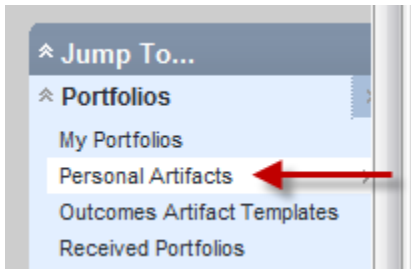 Jump To...
Portfolios
My Portfolios
Personal Artifacts
Outcomes Artifact Templates
Received Portfolios